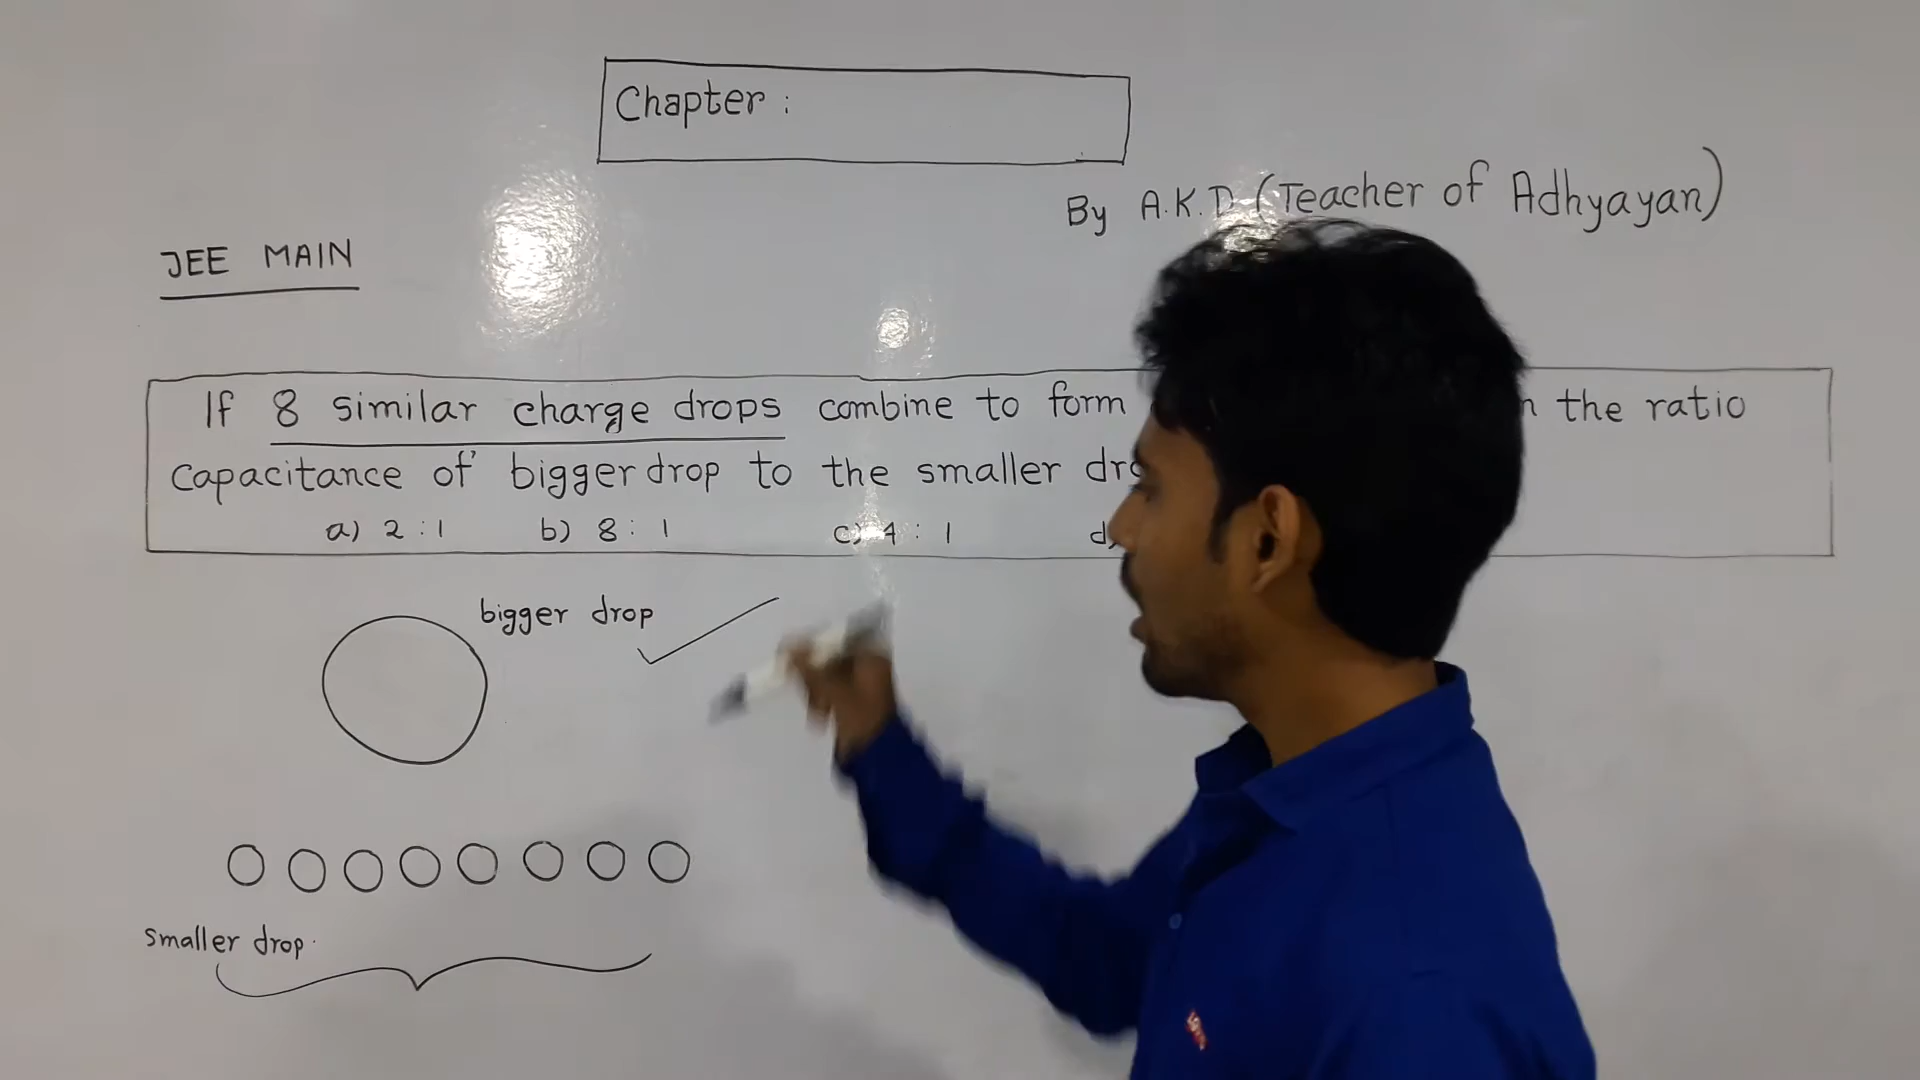 Chapter :
By A.K.D (Teacher of Adhyayan)
JEE MAIN
If 8 similar charge drops combine to form the ratio
capacitance of bigger drop to the smaller
a) 2 : 1 b) 8 : 1 c) 4 : 1 d)
bigger drop
smaller drop.